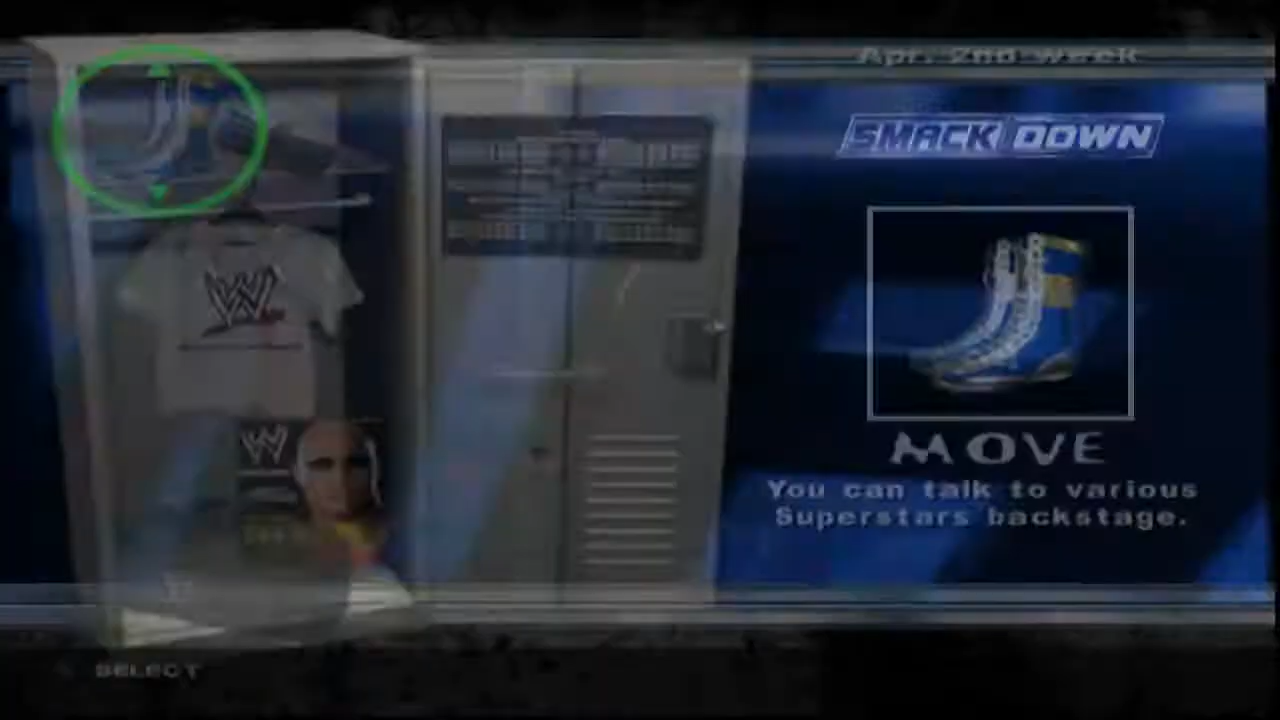 Apr. 2nd week
SMACK DOWN
W
W
MOVE
You can talk to various
Superstars backstage.
SELECT